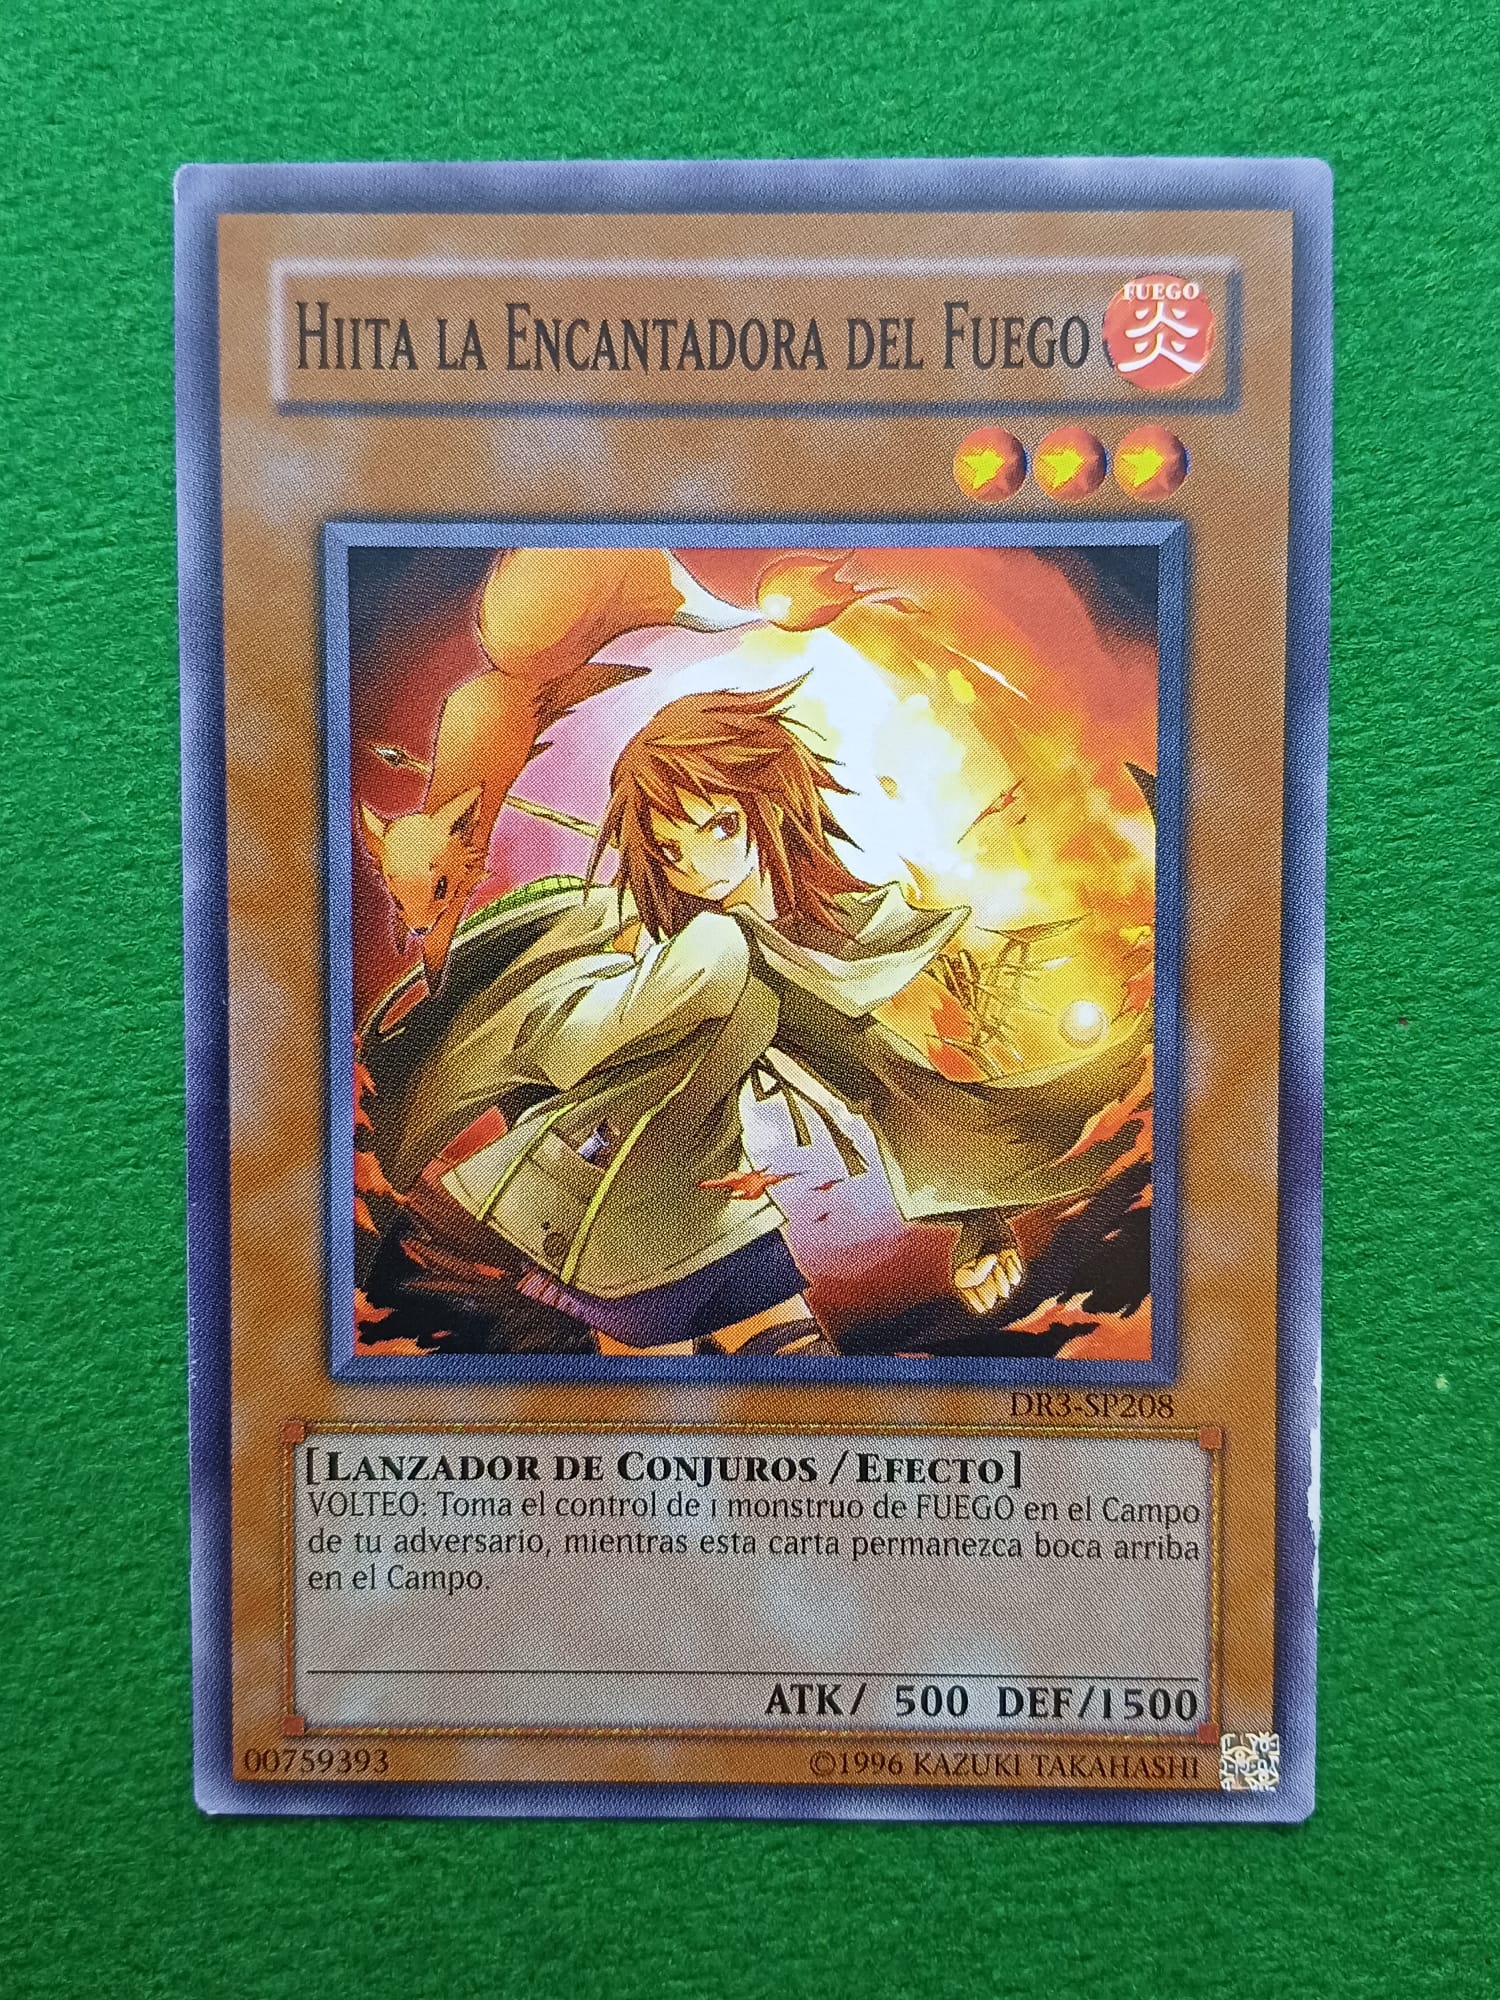 Hiita la Encantadora del Fuego
FUEGO
炎
DR3-SP208
[Lanzador de Conjuros /Efecto]
VOLTEO: Toma el control de 1 monstruo de FUEGO en el Campo
de tu adversario, mientras esta carta permanezca boca arriba
en el Campo.
ATK/ 500 DEF/1500
00759393
©1996 KAZUKI TAKAHASHI